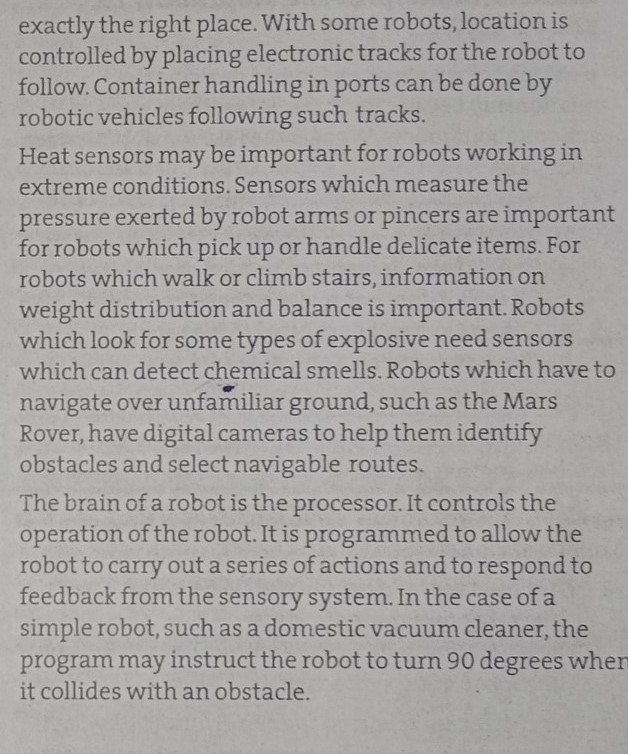 exactly the right place. With some robots, location is
controlled by placing electronic tracks for the robot to
follow. Container handling in ports can be done by
robotic vehicles following such tracks.
Heat sensors may be important for robots working in
extreme conditions. Sensors which measure the
pressure exerted by robot arms or pincers are important
for robots which pick up or handle delicate items. For
robots which walk or climb stairs, information on
weight distribution and balance is important. Robots
which look for some types of explosive need sensors
which can detect chemical smells. Robots which have to
navigate over unfamiliar ground, such as the Mars
Rover, have digital cameras to help them identify
obstacles and select navigable routes.
The brain of a robot is the processor. It controls the
operation of the robot. It is programmed to allow the
robot to carry out a series of actions and to respond to
feedback from the sensory system. In the case of a
simple robot, such as a domestic vacuum cleaner, the
program may instruct the robot to turn 90 degrees when
it collides with an obstacle.